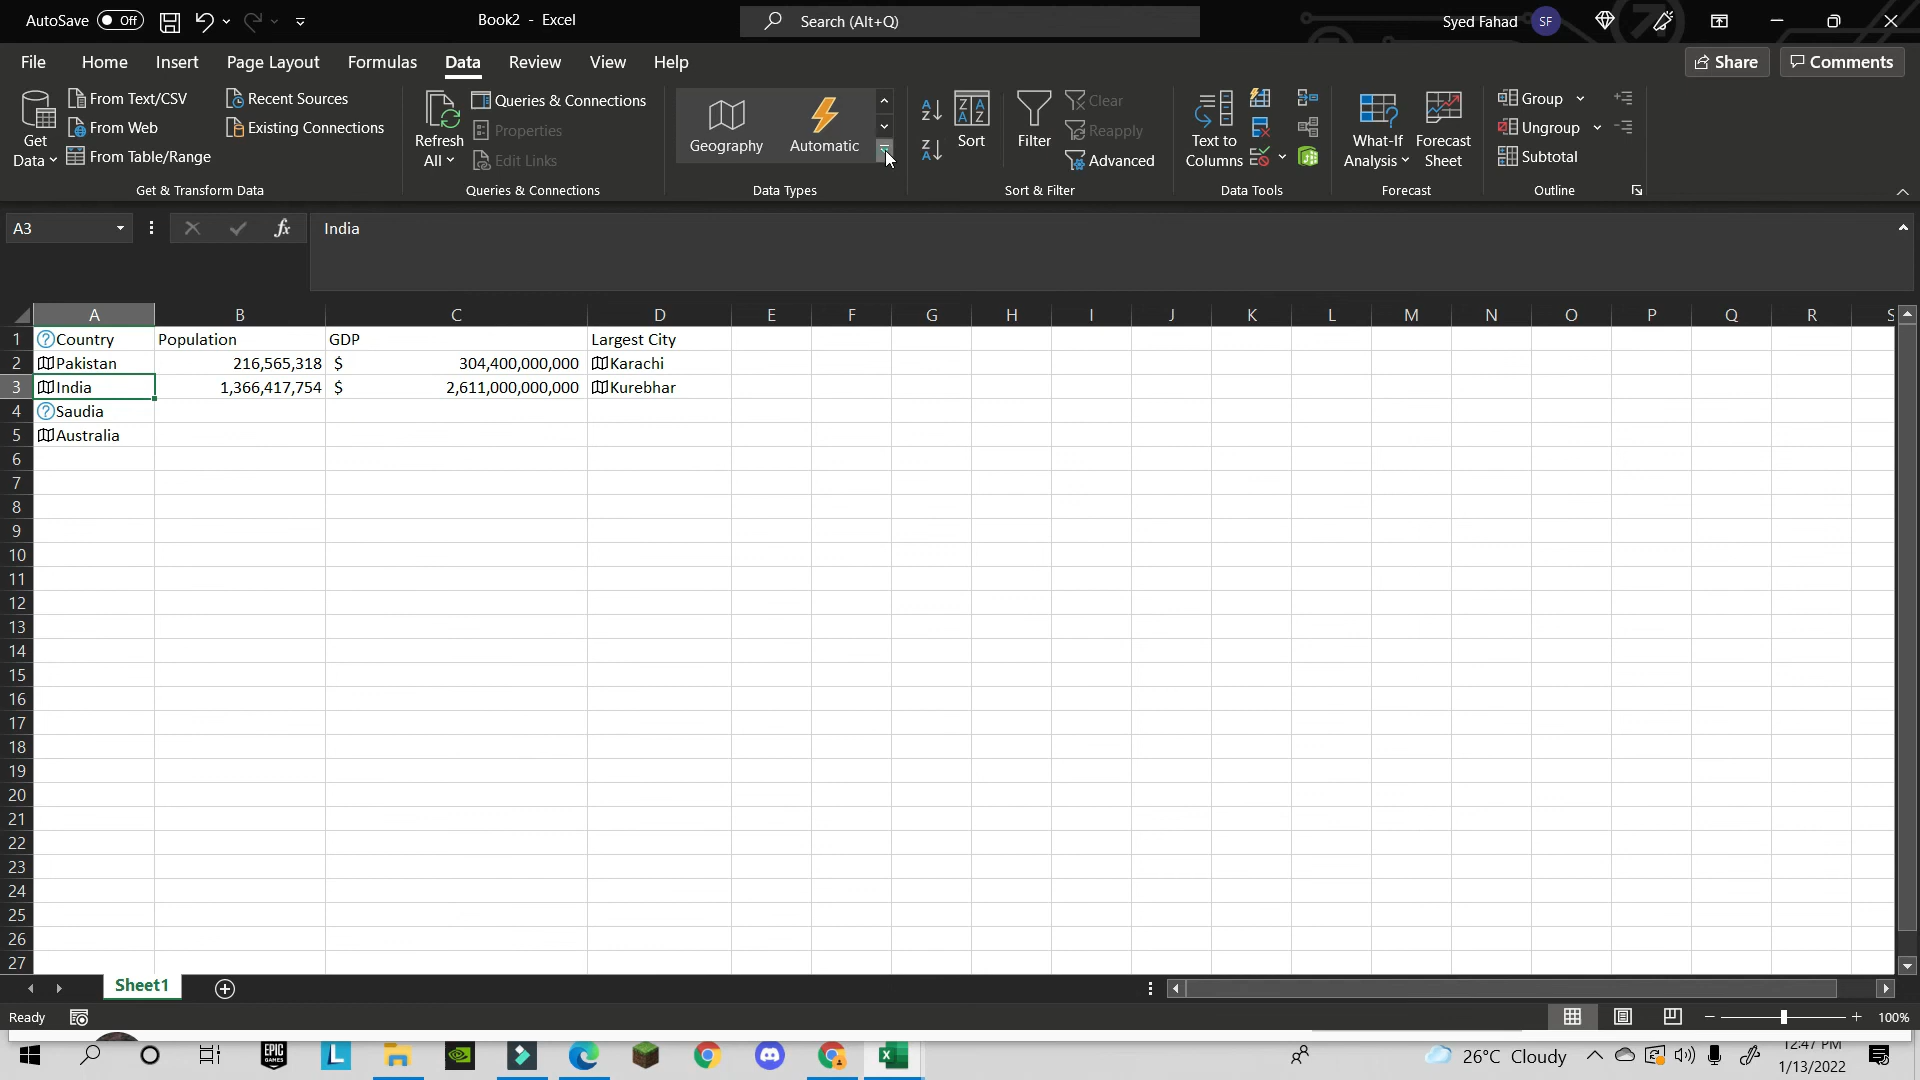 AutoSave Off Book2 - Excel Search (Alt+Q) Syed Fahad SF
File Home Insert Page Layout Formulas Data Review View Help Share Comments
Get Data From Text/CSV From Web From Table/Range Recent Sources Existing Connections
Get & Transform Data
Refresh All Queries & Connections Properties Edit Links
Queries & Connections
Geography Automatic
Data Types
Sort Filter Clear Reapply Advanced
Sort & Filter
Text to Columns
Data Tools
What-If Analysis Forecast Sheet
Forecast
Group Ungroup Subtotal
Outline
A3 fx India
A B C D E F G H I J K L M N O P Q R S
1 Country Population GDP Largest City
2 Pakistan 216,565,318 $ 304,400,000,000 Karachi
3 India 1,366,417,754 $ 2,611,000,000,000 Kurebhar
4 Saudia
5 Australia
6
7
8
9
10
11
12
13
14
15
16
17
18
19
20
21
22
23
24
25
26
27
Sheet1
Ready 100%
EPIC GAMES L 26°C Cloudy 12:47 PM
1/13/2022